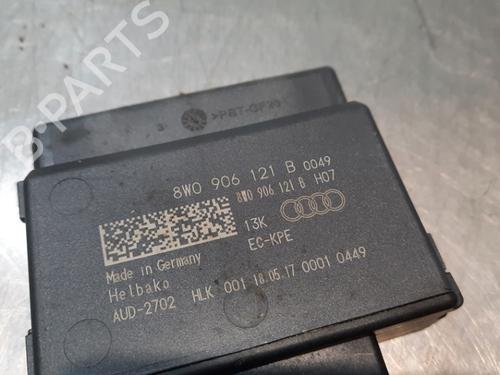 B-PARTS
>PBT-GF30<
8W0 906 121 B 0049
8W0 906 121 B H07
13K
EC-KPE
Made in Germany
Helbako
AUD-2702
HLK 001 18.05.17 0001 0449